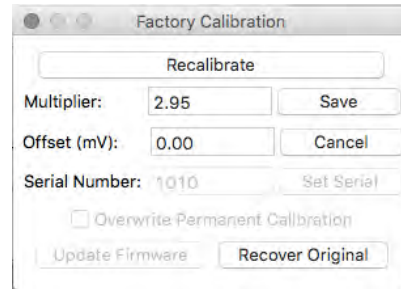 Factory Calibration
Recalibrate
Multiplier: 2.95 Save
Offset (mV): 0.00 Cancel
Serial Number: 1010 Set Serial
Overwrite Permanent Calibration
Update Firmware Recover Original